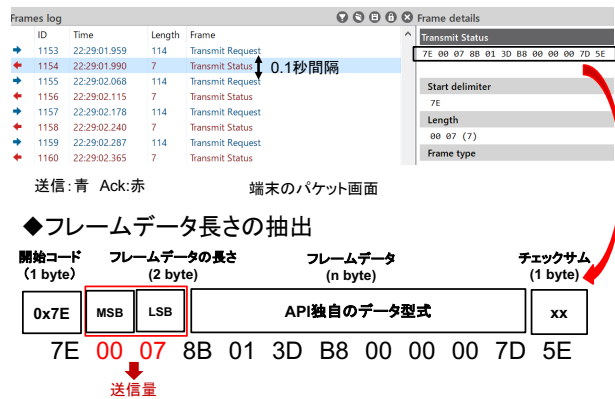 Frames log
Frame details
ID Time Length Frame
1153 22:29:01.959 114 Transmit Request
1154 22:29:01.990 7 Transmit Status
1155 22:29:02.068 114 Transmit Request
1156 22:29:02.115 7 Transmit Status
1157 22:29:02.178 114 Transmit Request
1158 22:29:02.240 7 Transmit Status
1159 22:29:02.287 114 Transmit Request
1160 22:29:02.365 7 Transmit Status
0.1秒間隔
Transmit Status
7E 00 07 8B 01 3D B8 00 00 00 7D 5E
Start delimiter
7E
Length
00 07 (7)
Frame type
送信:青 Ack:赤
端末のパケット画面
◆フレームデータ長さの抽出
開始コード フレームデータの長さ フレームデータ チェックサム
(1 byte) (2 byte) (n byte) (1 byte)
0x7E MSB LSB API独自のデータ型式 xx
7E 00 07 8B 01 3D B8 00 00 00 7D 5E
送信量